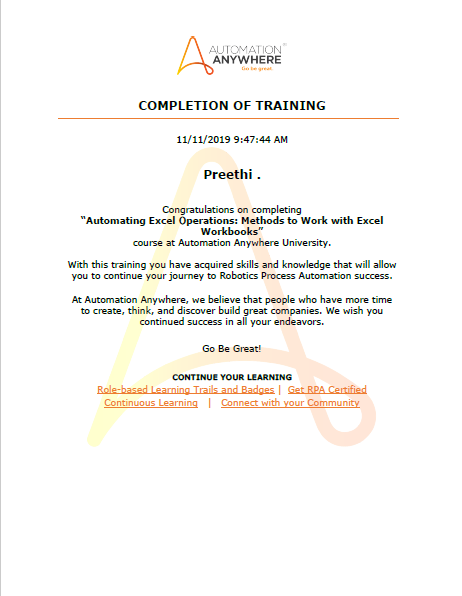 AUTOMATION
ANYWHERE
Go be great.
COMPLETION OF TRAINING
11/11/2019 9:47:44 AM
Preethi .
Congratulations on completing
“Automating Excel Operations: Methods to Work with Excel
Workbooks”
course at Automation Anywhere University.
With this training you have acquired skills and knowledge that will allow
you to continue your journey to Robotics Process Automation success.
At Automation Anywhere, we believe that people who have more time
to create, think, and discover build great companies. We wish you
continued success in all your endeavors.
Go Be Great!
CONTINUE YOUR LEARNING
Role-based Learning Trails and Badges | Get RPA Certified
Continuous Learning | Connect with your Community